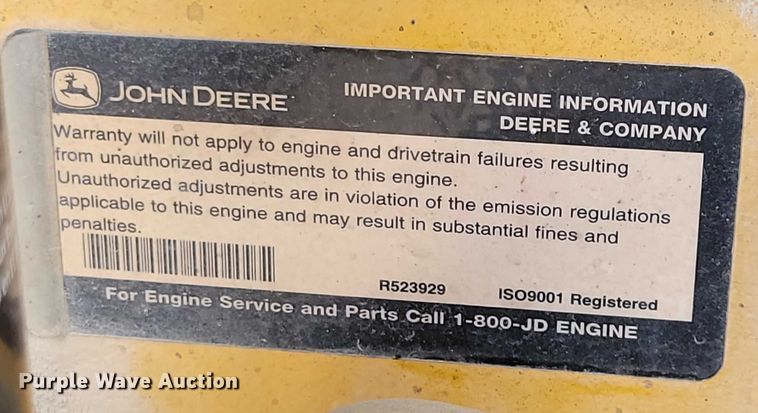 JOHN DEERE
IMPORTANT ENGINE INFORMATION
DEERE & COMPANY
Warranty will not apply to engine and drivetrain failures resulting
from unauthorized adjustments to this engine.
Unauthorized adjustments are in violation of the emission regulations
applicable to this engine and may result in substantial fines and
penalties.
R523929
ISO9001 Registered
For Engine Service and Parts Call 1-800-JD ENGINE
Purple Wave Auction